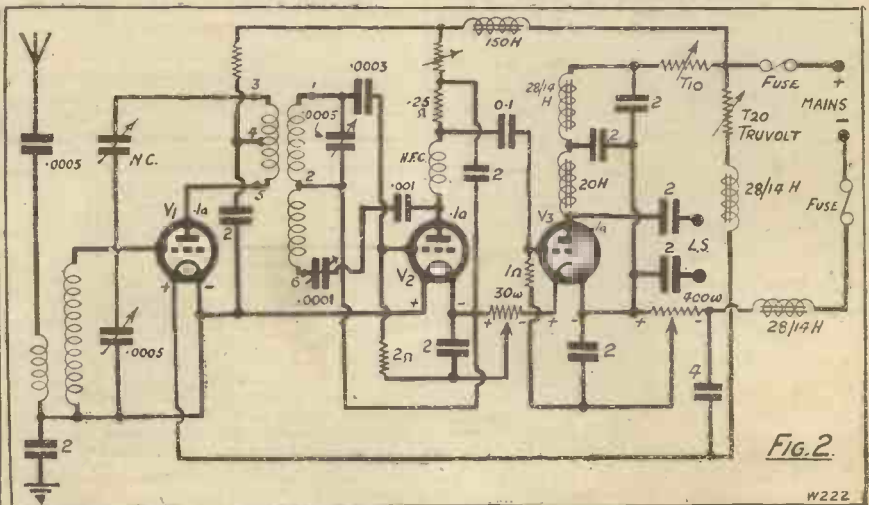 150H
.0003
28/14
H
T10
FUSE
+
MAINS
-
3
1
.0005
.25
Ω
0.1
2
T20
TRUVOLT
.0005
N.C.
4
2
H.F.C.
2
2
28/14 H
FUSE
5
.001
20H
2
V1
.1a
2
.1a
V3
.1a
L.S.
6
V2
1Ω
2
.0001
30ω
400ω
+
-
+
-
+
-
+
-
+
-
.0005
2Ω
2
2
28/14 H
4
2
FIG. 2.
W222